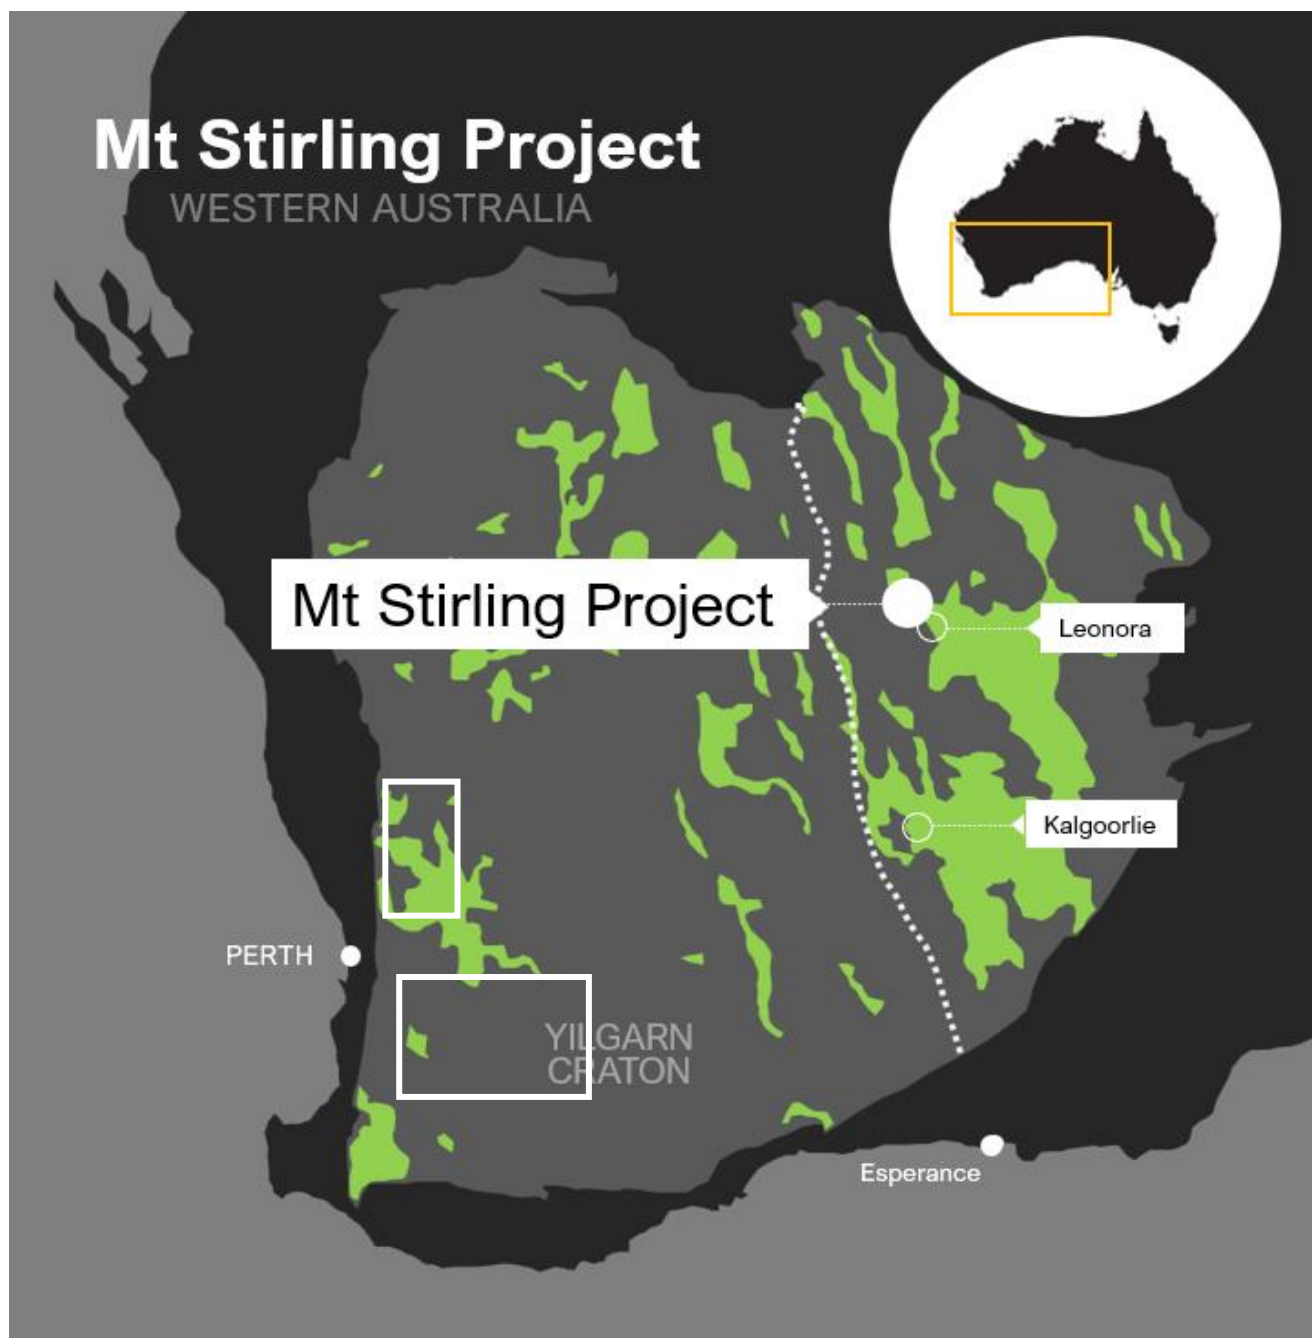 Mt Stirling Project
WESTERN AUSTRALIA
Mt Stirling Project
Leonora
Kalgoorlie
PERTH
YILGARN
CRATON
Esperance